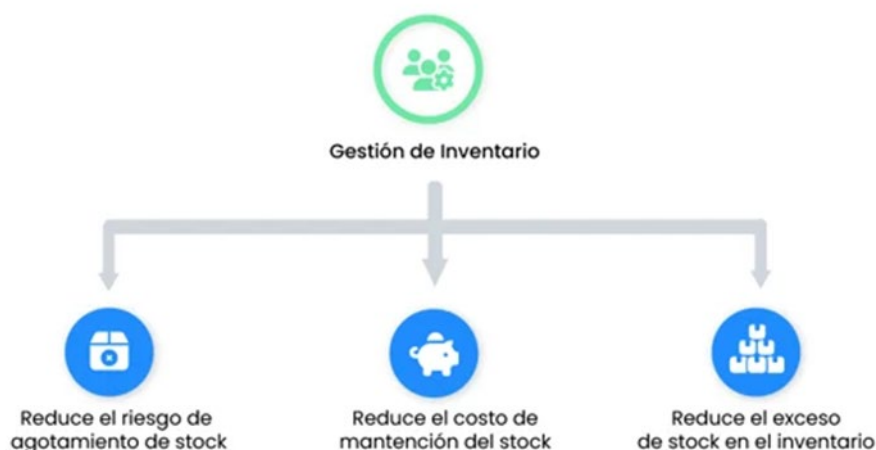 Gestión de Inventario
Reduce el riesgo de
agotamiento de stock
Reduce el costo de
mantención del stock
Reduce el exceso
de stock en el inventario